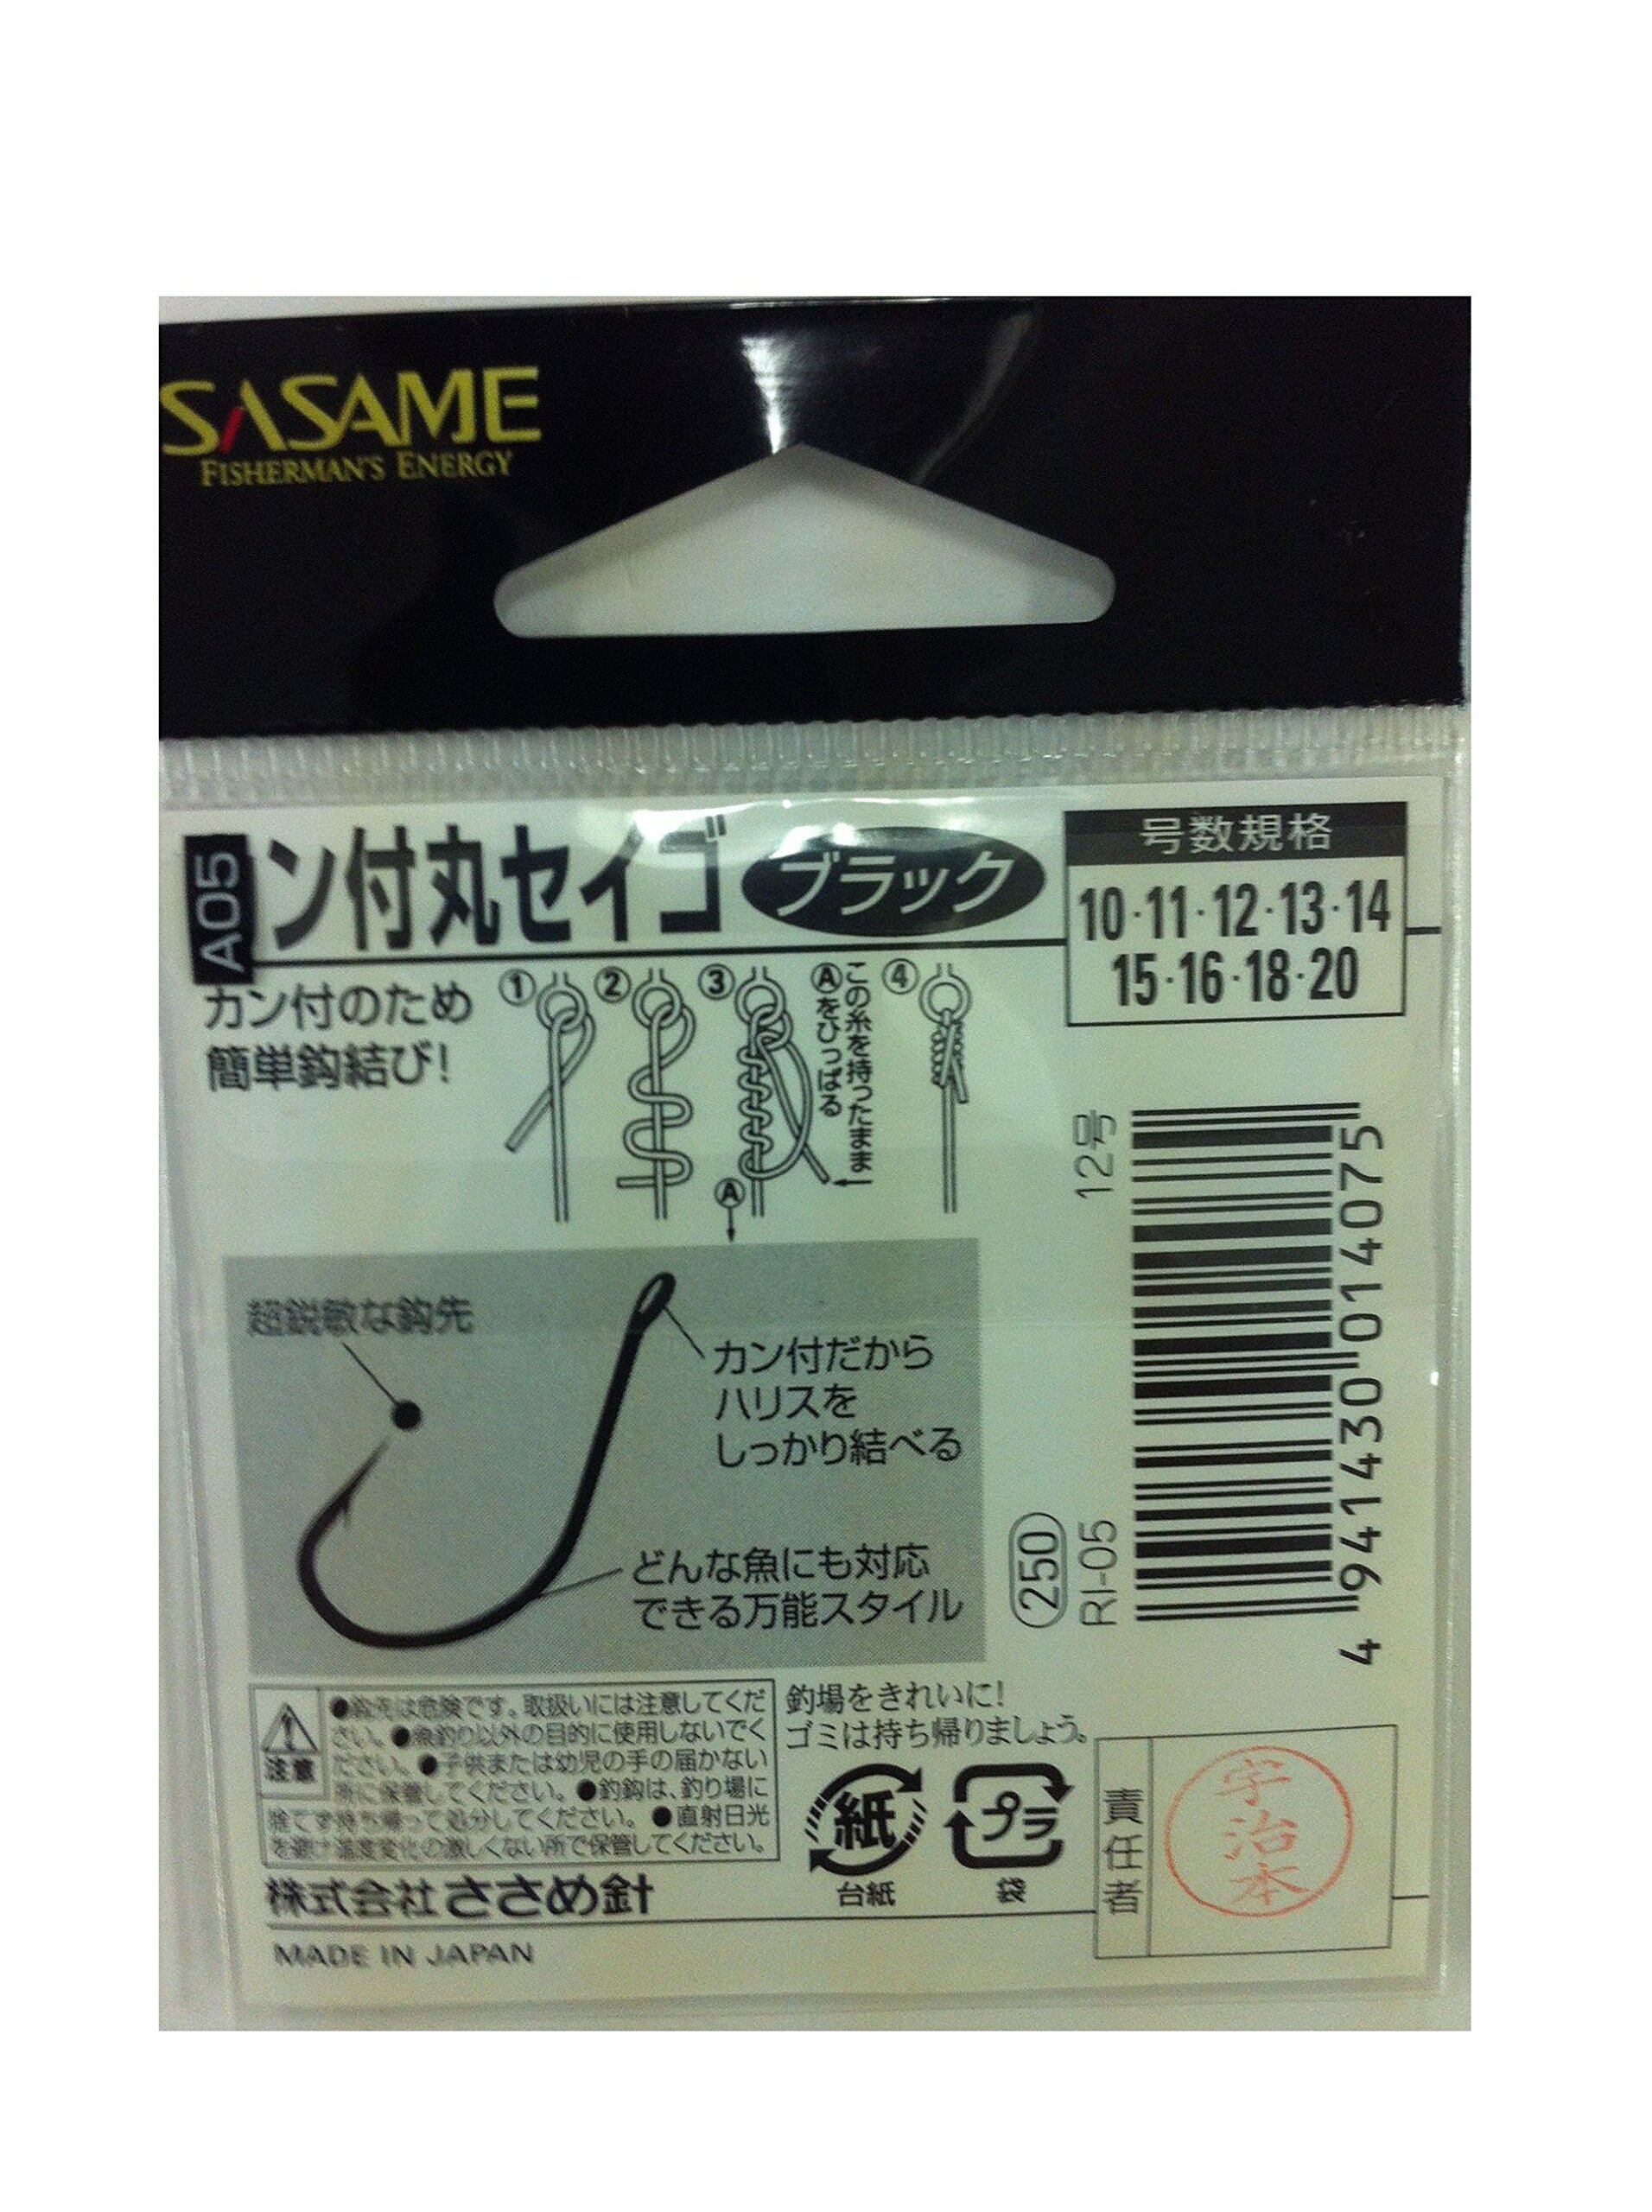 SASAME
FISHERMAN'S ENERGY
A05
ン付丸セイゴ
ブラック
号数規格
10・11・12・13・14
15・16・18・20
カン付のため
簡単鈎結び!
① ② ③ ④
この糸を持ったまま
Ⓐをひっぱる
Ⓐ
超鋭敏な鈎先
カン付だから
ハリスを
しっかり結べる
どんな魚にも対応
できる万能スタイル
12号
250
RI-05
4 941430 014075
注意
●鈎先は危険です。取扱いには注意してくだ
さい。●魚釣り以外の目的に使用しないでく
ださい。●子供または幼児の手の届かない
所に保管してください。●釣鈎は、釣り場に
捨てず持ち帰って処分してください。●直射日光
を避け温度変化の激しくない所で保管してください。
釣場をきれいに!
ゴミは持ち帰りましょう。
紙
台紙
プラ
袋
責任者
宇治本
株式会社ささめ針
MADE IN JAPAN